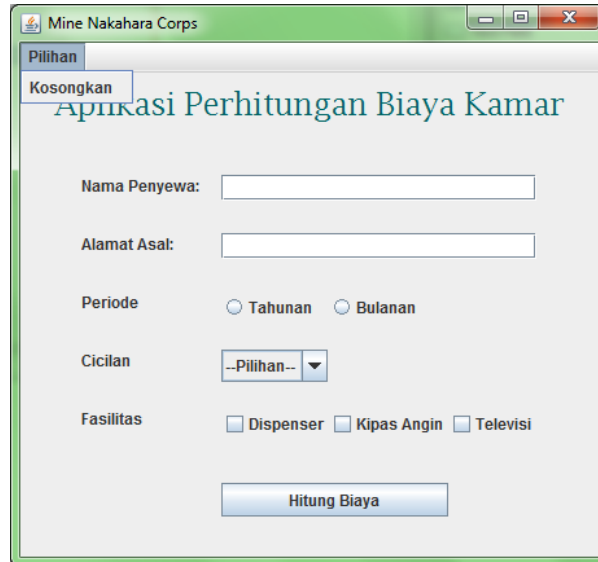 Mine Nakahara Corps
Pilihan
Kosongkan
Aplikasi Perhitungan Biaya Kamar
Nama Penyewa:
Alamat Asal:
Periode Tahunan Bulanan
Cicilan --Pilihan--
Fasilitas Dispenser Kipas Angin Televisi
Hitung Biaya